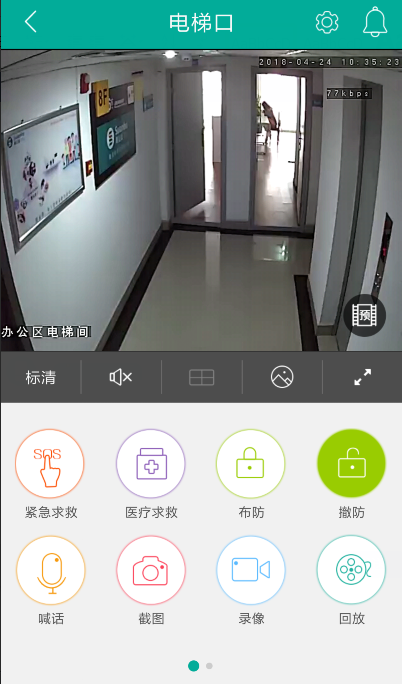 电梯口
2018-04-24 10:35:23
77kbps
8F
预
办公区电梯间
标清
SOS
紧急求救
医疗求救
布防
撤防
喊话
截图
录像
回放